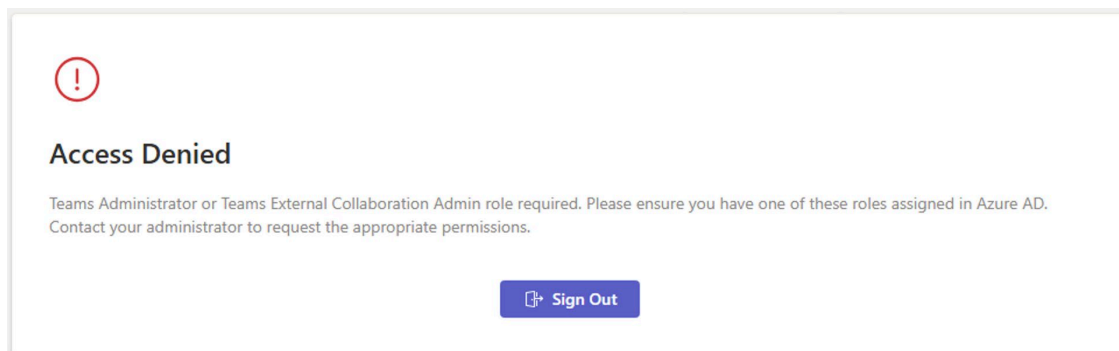 Access Denied
Teams Administrator or Teams External Collaboration Admin role required. Please ensure you have one of these roles assigned in Azure AD.
Contact your administrator to request the appropriate permissions.
Sign Out